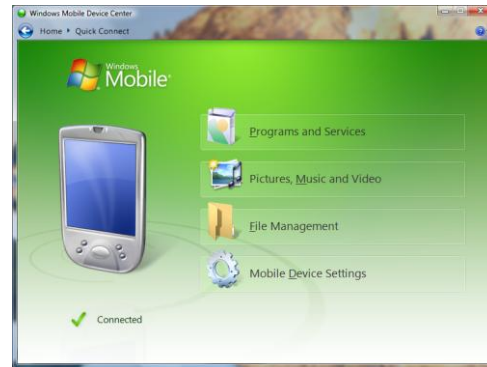 Windows Mobile Device Center
Home ▸ Quick Connect
Windows
Mobile®
Programs and Services
Pictures, Music and Video
File Management
Mobile Device Settings
Connected